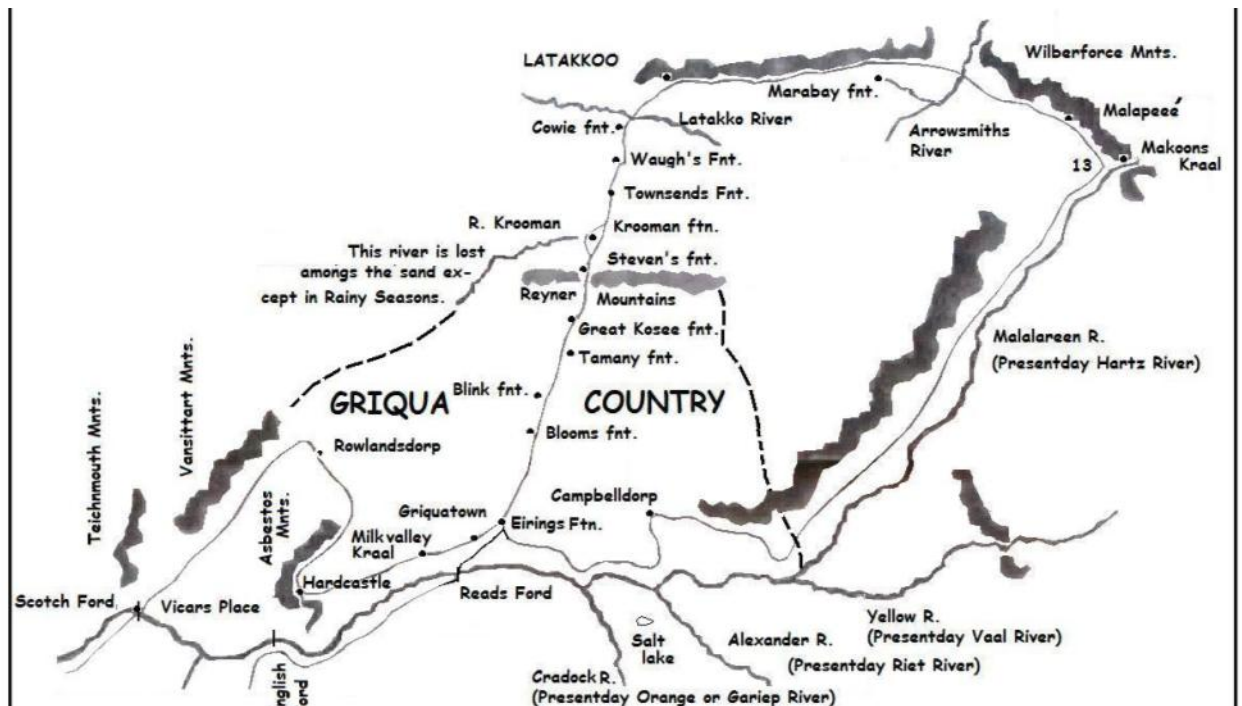 LATAKKOO
Wilberforce Mnts.
Marabay fnt.
Malapeeé
Latakko River
Cowie fnt.
Arrowsmiths
River
Makoons
Kraal
13
Waugh's Fnt.
Townsends Fnt.
R. Krooman
Krooman ftn.
This river is lost
amongs the sand ex-
cept in Rainy Seasons.
Steven's fnt.
Reyner
Mountains
Great Kosee fnt.
Malalareen R.
(Presentday Hartz River)
Tamany fnt.
Blink fnt.
GRIQUA
COUNTRY
Teichnmouth Mnts.
Vansittart Mnts.
Blooms fnt.
Rowlandsdorp
Asbestos
Mnts.
Campbelldorp
Griquatown
Eirings Ftn.
Milkvalley
Kraal
Hardcastle
Reads Ford
Scotch Ford
Vicars Place
Yellow R.
(Presentday Vaal River)
Salt
lake
Alexander R.
(Presentday Riet River)
nglish
ord
Cradock R.
(Presentday Orange or Gariep River)